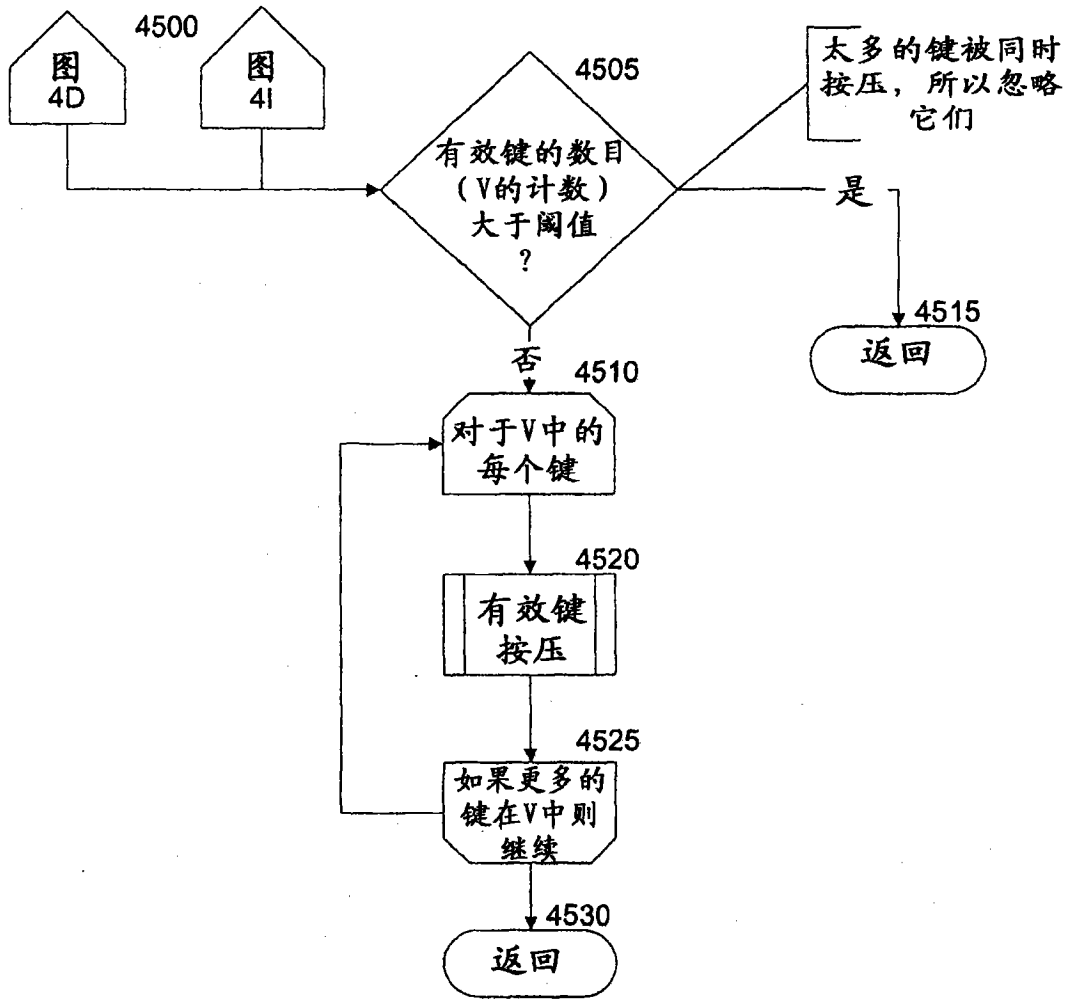 4500
图
4D
图
4I
4505
有效键的数目
(V的计数)
大于阈值
?
太多的键被同时
按压，所以忽略
它们
是
4515
返回
否
4510
对于V中的
每个键
4520
有效键
按压
4525
如果更多的
键在V中则
继续
4530
返回